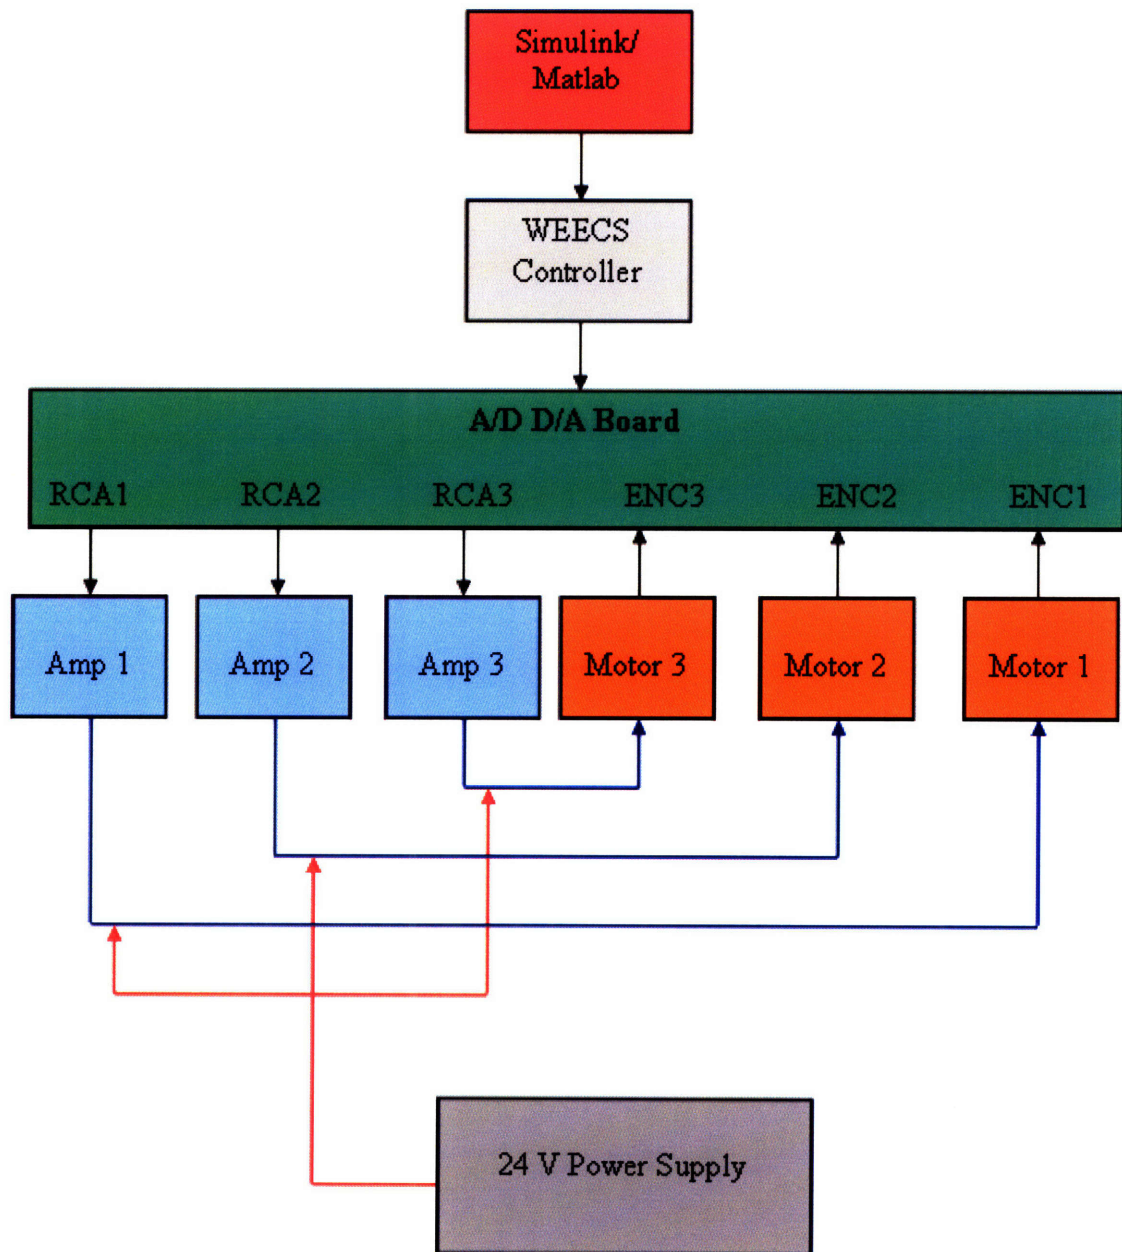 Simulink/
Matlab
WEECS
Controller
A/D D/A Board
RCA1 RCA2 RCA3 ENC3 ENC2 ENC1
Amp 1 Amp 2 Amp 3 Motor 3 Motor 2 Motor 1
24 V Power Supply